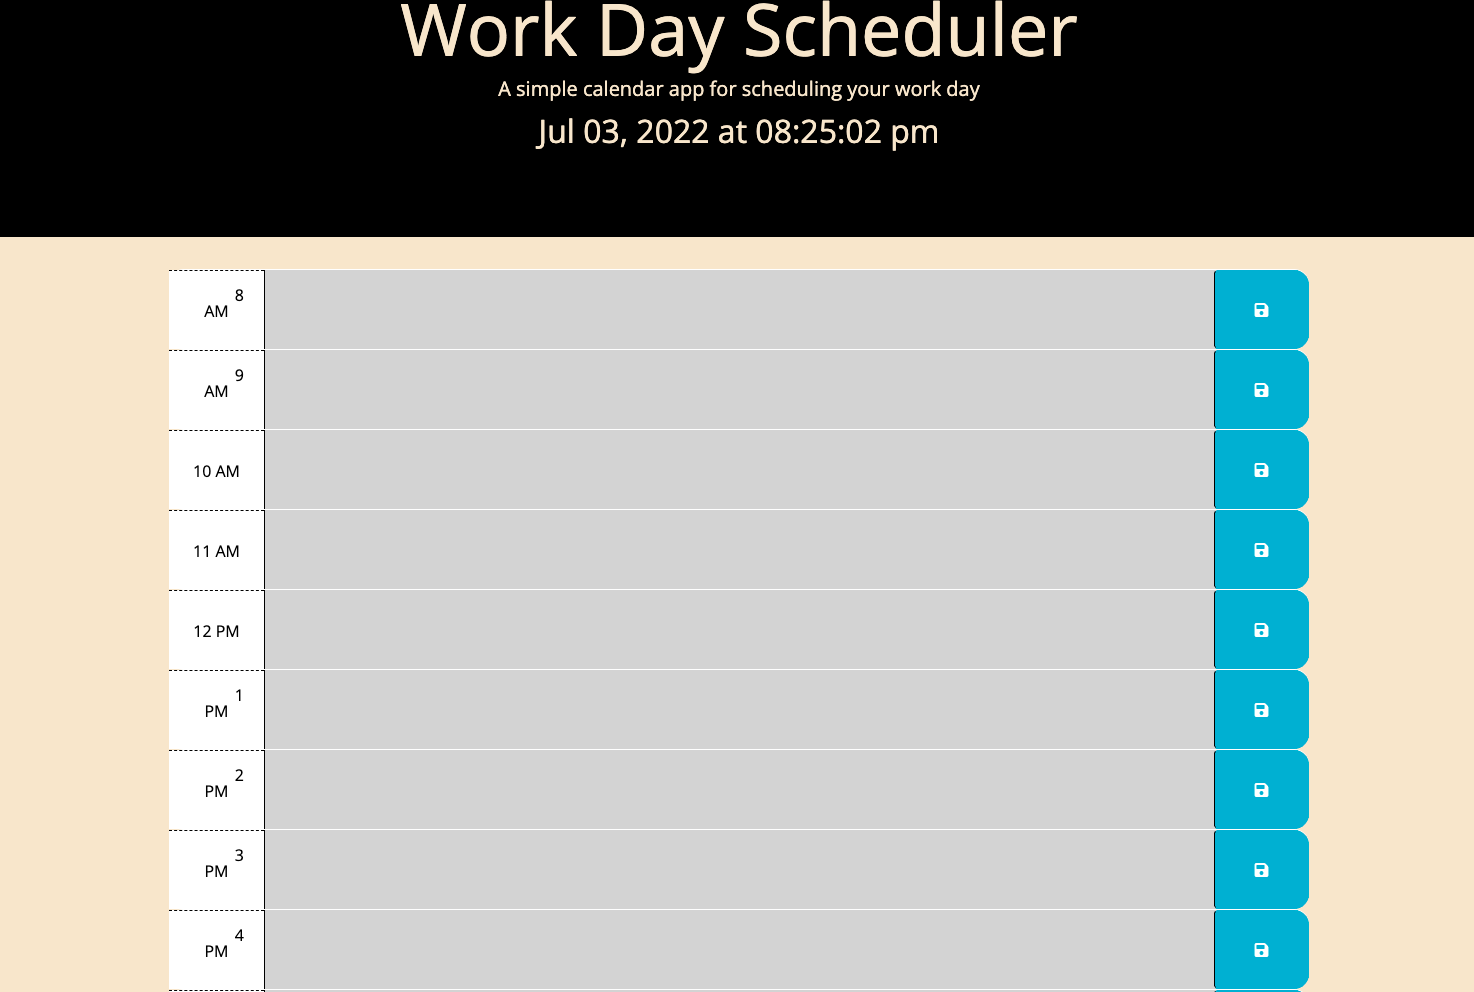 Work Day Scheduler
A simple calendar app for scheduling your work day
Jul 03, 2022 at 08:25:02 pm
8
AM
9
AM
10 AM
11 AM
12 PM
1
PM
2
PM
3
PM
4
PM